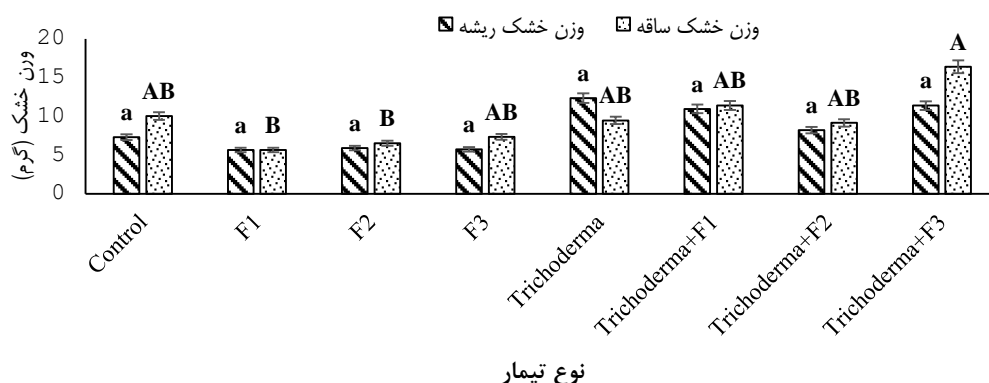 وزن خشک ریشه
وزن خشک ساقه
وزن خشک (گرم)
20
15
10
5
0
a AB
a B
a B
a AB
a AB
a AB
a AB
a A
Control
F1
F2
F3
Trichoderma
Trichoderma+F1
Trichoderma+F2
Trichoderma+F3
نوع تیمار